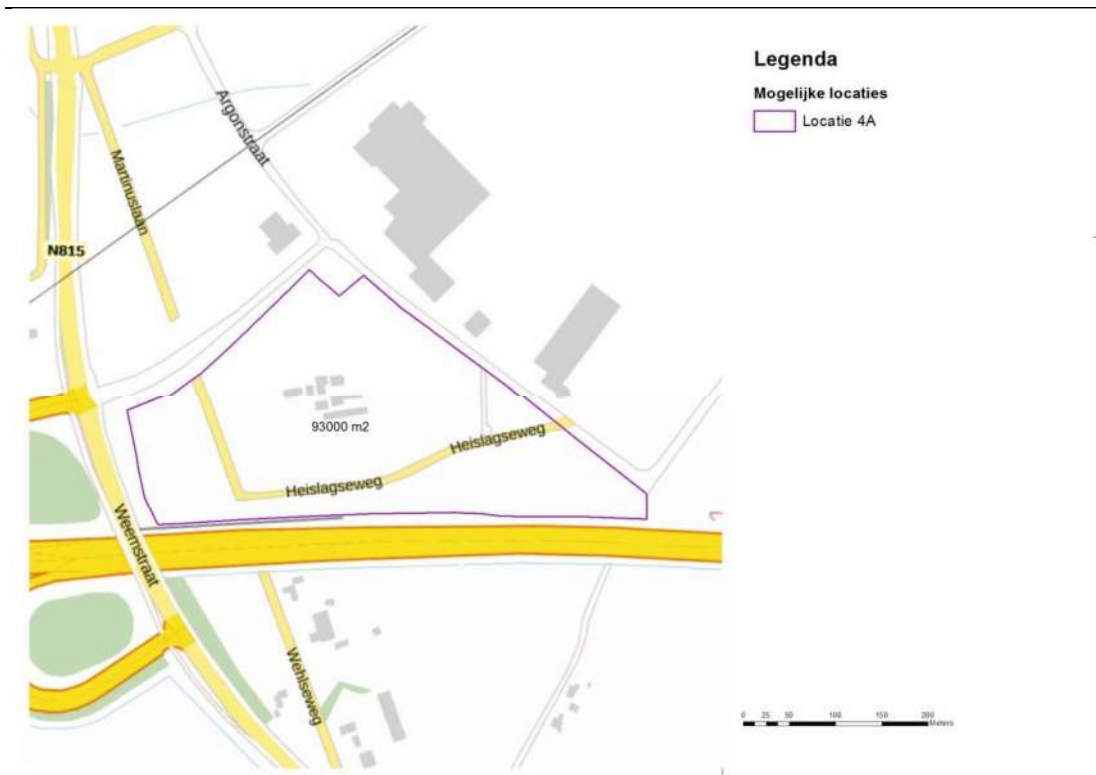 Legenda
Mogelijke locaties
Locatie 4A
Argonstraat
Martinuslaan
N815
93000 m2
Heislagseweg
Heislagseweg
Weemstraat
Wehlseweg
0 25 50 100 150 200
Meters